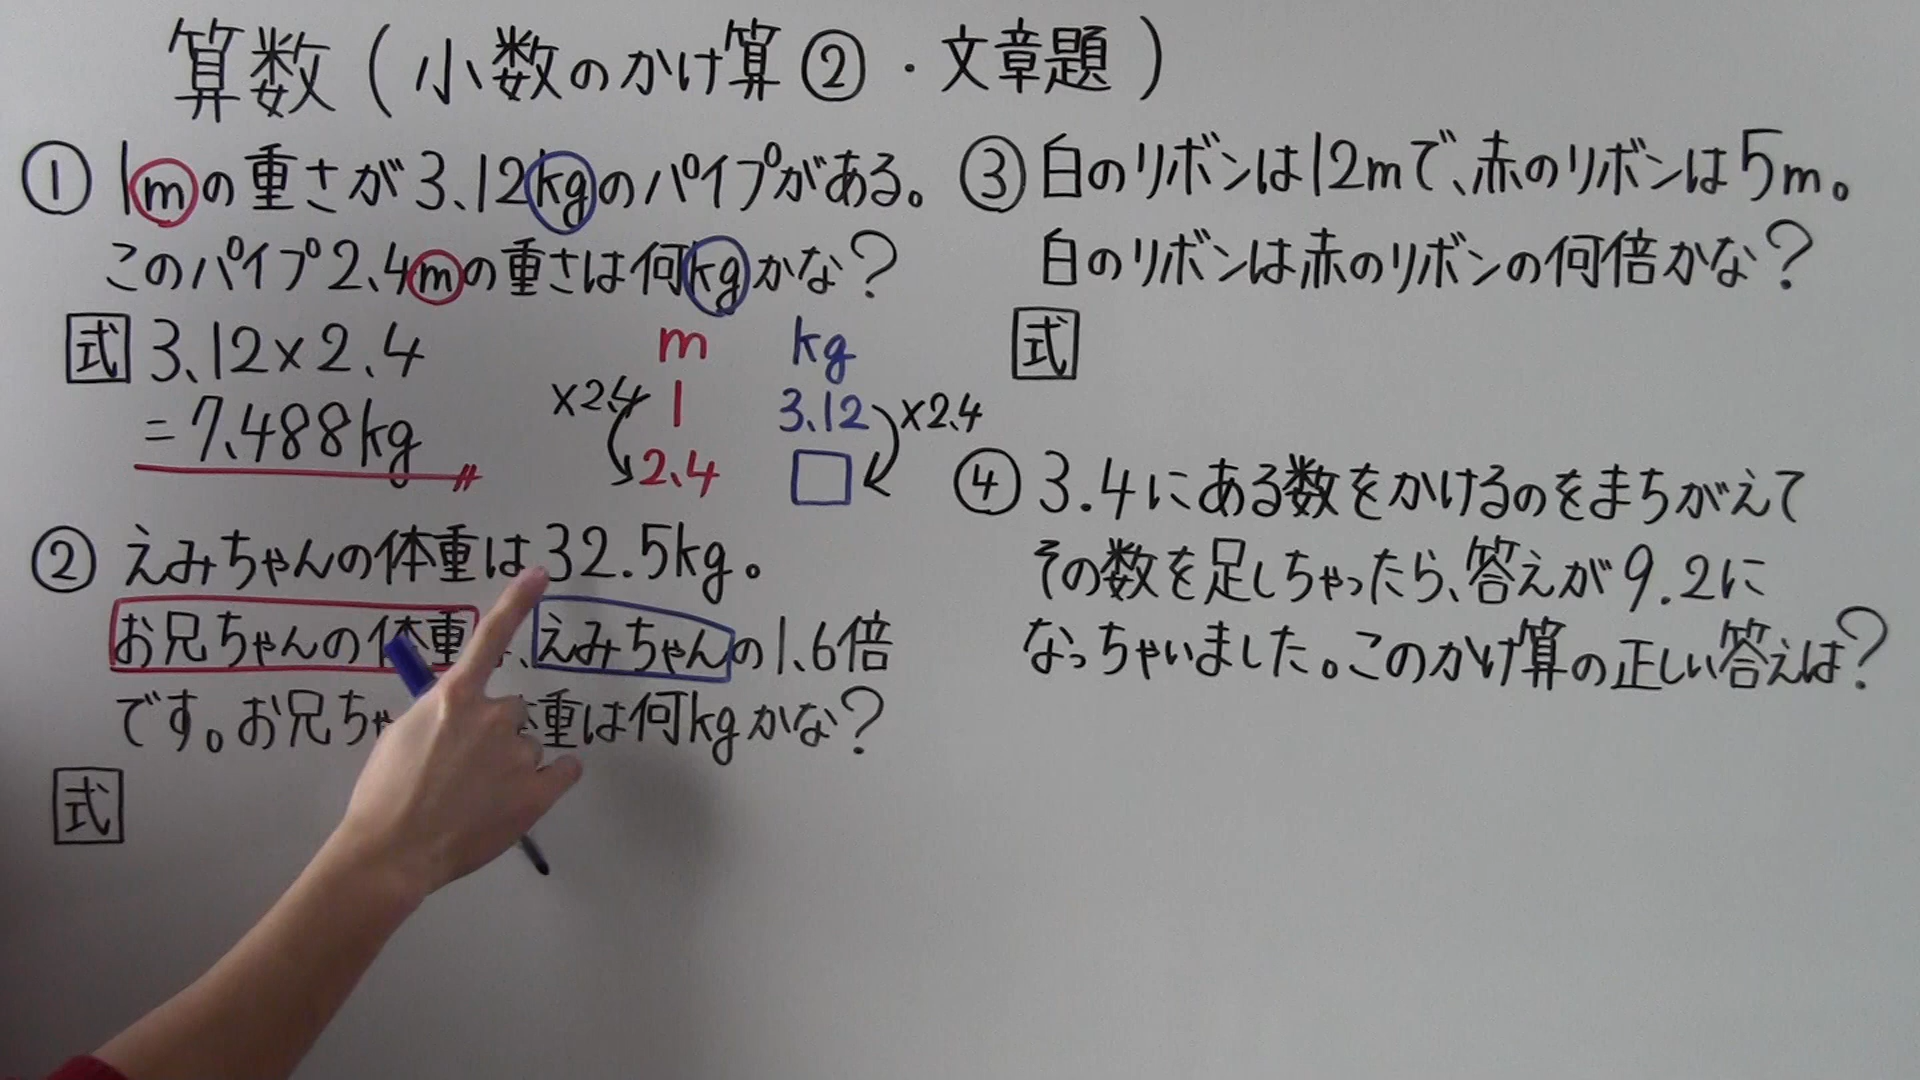 算数(小数のかけ算②・文章題)
① 1mの重さが3.12kgのパイプがある。
このパイプ2.4mの重さは何kgかな?
式 3.12×2.4
=7.488kg
m kg
×2.4 1 3.12 ×2.4
2.4 □
② えみちゃんの体重は32.5kg。
お兄ちゃんの体重 、えみちゃんの1.6倍
です。お兄ちゃ 体重は何kgかな?
式
③ 白のリボンは12mで、赤のリボンは5m。
白のリボンは赤のリボンの何倍かな?
式
④ 3.4にある数をかけるのをまちがえて
その数を足しちゃったら、答えが9.2に
なっちゃいました。このかけ算の正しい答えは?